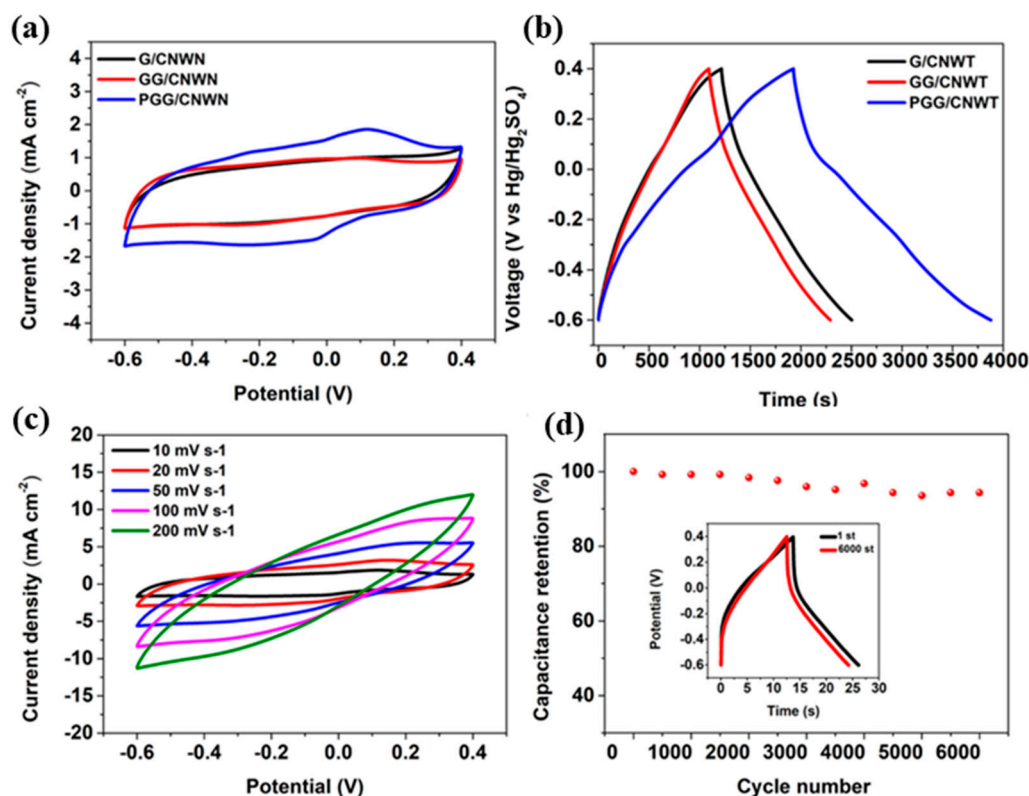 (a)
G/CNWN
GG/CNWN
PGG/CNWN
4
3
2
1
0
-1
-2
-3
-4
Current density (mA cm-2)
-0.6 -0.4 -0.2 0.0 0.2 0.4
Potential (V)
(b)
G/CNWT
GG/CNWT
PGG/CNWT
0.4
0.2
0.0
-0.2
-0.4
-0.6
Voltage (V vs Hg/Hg2SO4)
0 500 1000 1500 2000 2500 3000 3500 4000
Time (s)
(c)
10 mV s-1
20 mV s-1
50 mV s-1
100 mV s-1
200 mV s-1
20
15
10
5
0
-5
-10
-15
-20
Current density (mA cm-2)
-0.6 -0.4 -0.2 0.0 0.2 0.4
Potential (V)
(d)
100
80
60
40
Capacitance retention (%)
1 st
6000 st
0.4
0.2
0.0
-0.2
-0.4
-0.6
Potential (V)
0 5 10 15 20 25 30
Time (s)
0 1000 2000 3000 4000 5000 6000
Cycle number